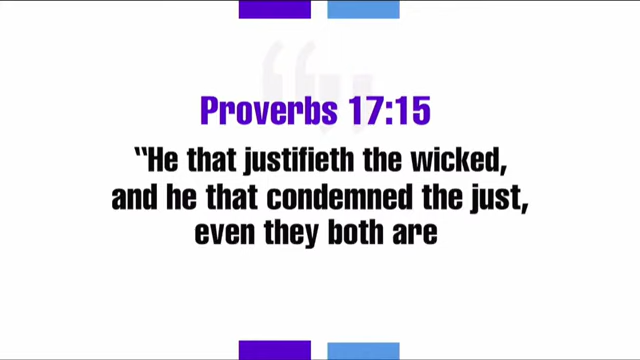 Proverbs 17:15
“He that justifieth the wicked,
and he that condemned the just,
even they both are